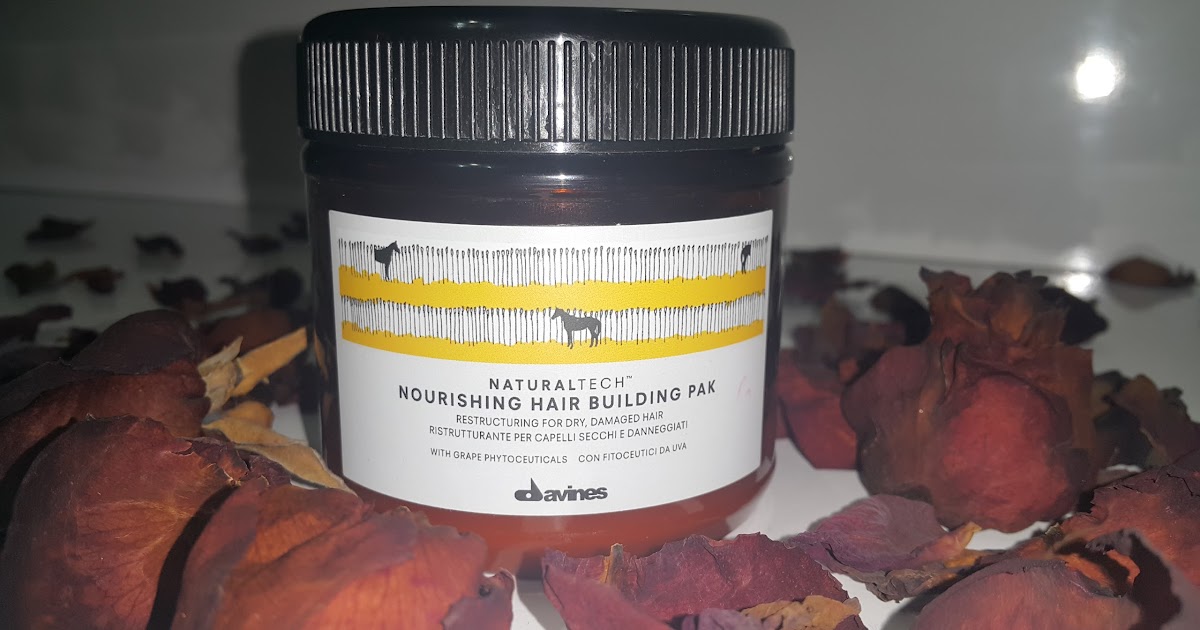 NATURALTECH™
NOURISHING HAIR BUILDING PAK
RESTRUCTURING FOR DRY, DAMAGED HAIR
RISTRUTTURANTE PER CAPELLI SECCHI E DANNEGGIATI
WITH GRAPE PHYTOCEUTICALS CON FITOCEUTICI DA UVA
davines